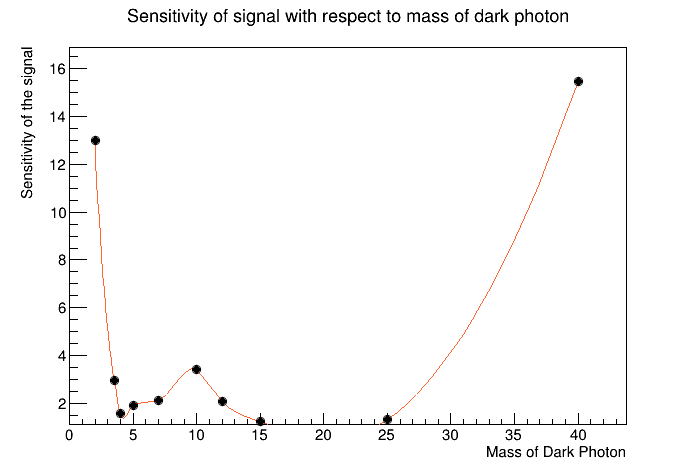 Sensitivity of signal with respect to mass of dark photon
Sensitivity of the signal
16
14
12
10
8
6
4
2
0 5 10 15 20 25 30 35 40
Mass of Dark Photon